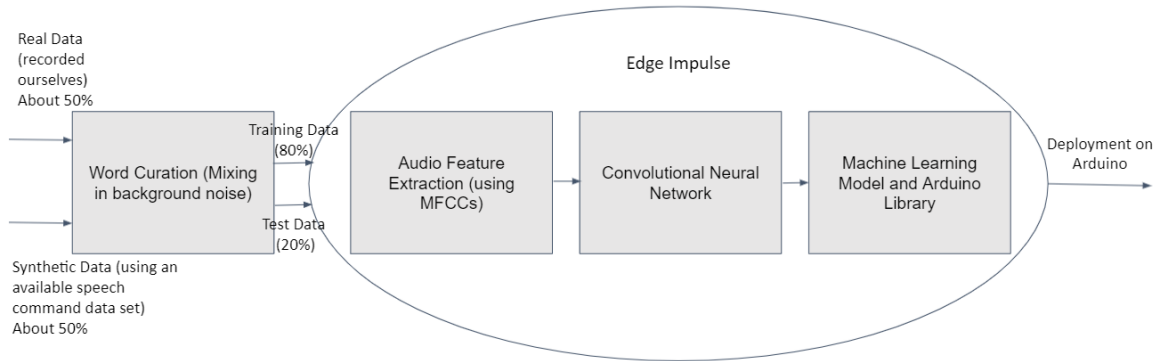 Real Data
(recorded
ourselves)
About 50%
Synthetic Data (using an
available speech
command data set)
About 50%
Word Curation (Mixing
in background noise)
Training Data
(80%)
Test Data
(20%)
Edge Impulse
Audio Feature
Extraction (using
MFCCs)
Convolutional Neural
Network
Machine Learning
Model and Arduino
Library
Deployment on
Arduino